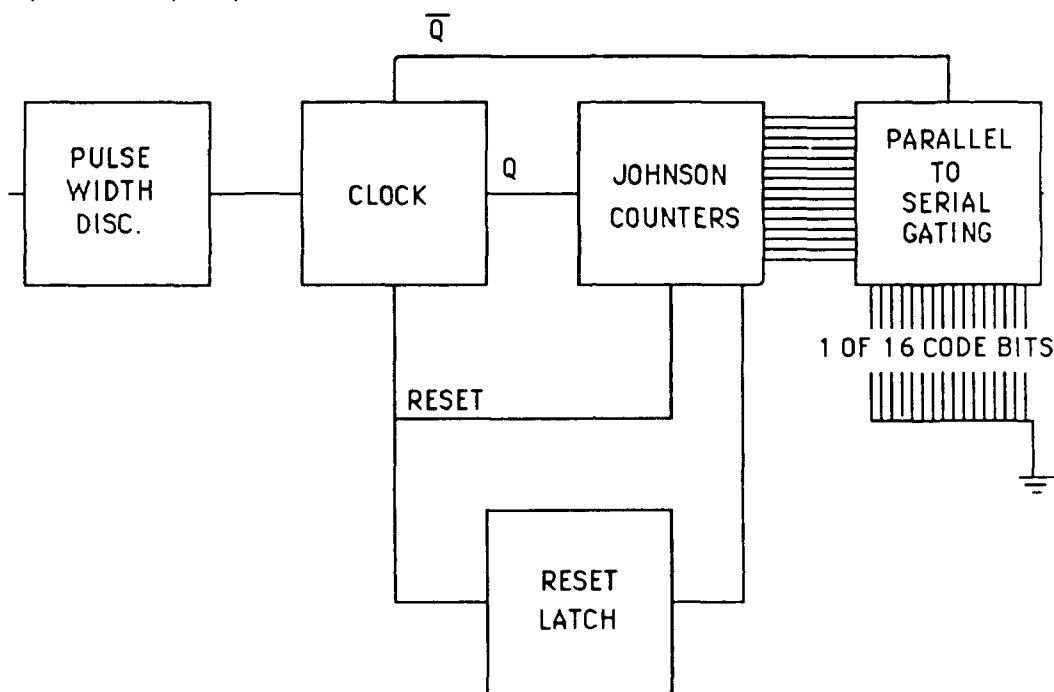 Q
PULSE
WIDTH
DISC.
CLOCK
Q
JOHNSON
COUNTERS
PARALLEL
TO
SERIAL
GATING
1 OF 16 CODE BITS
RESET
RESET
LATCH